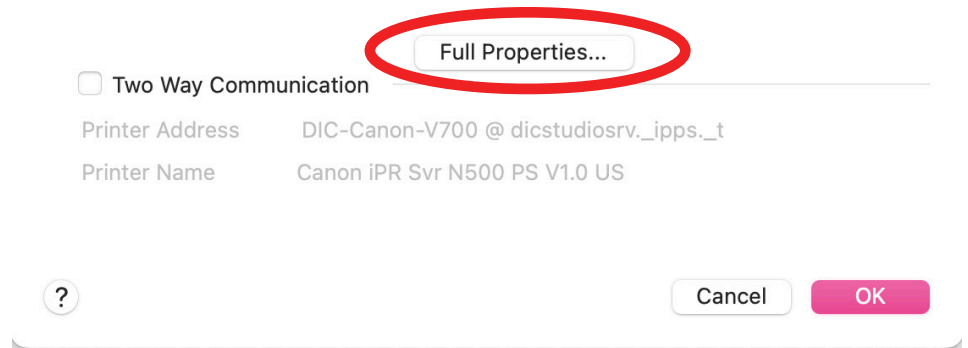 Full Properties...
Two Way Communication
Printer Address DIC-Canon-V700 @ dicstudiosrv._ipps._t
Printer Name Canon iPR Svr N500 PS V1.0 US
? Cancel OK